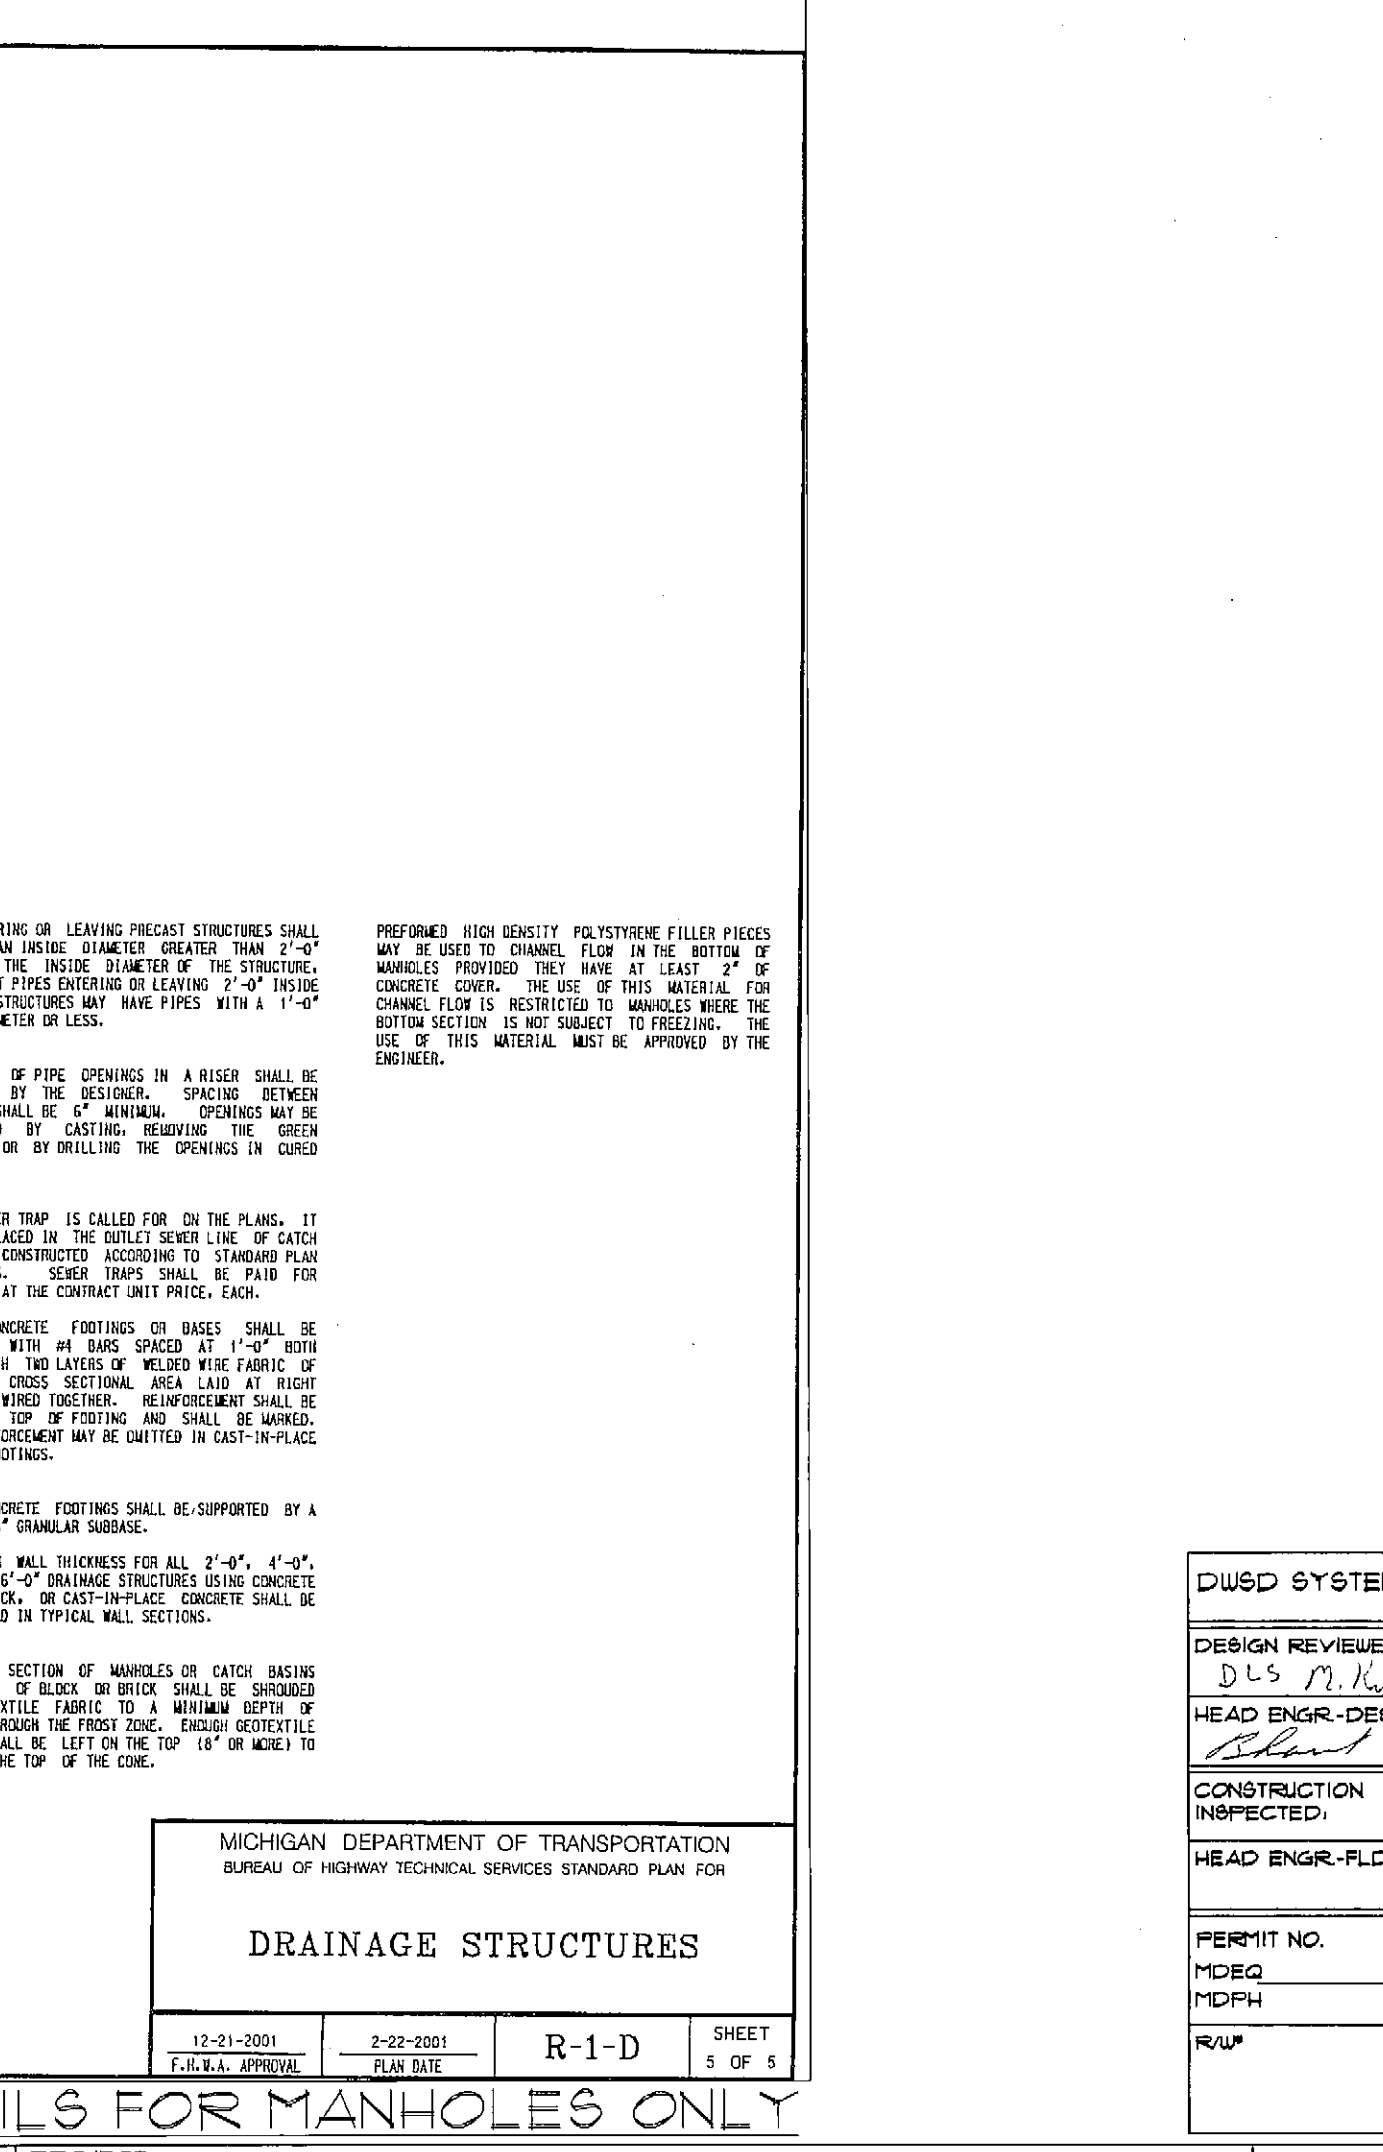 RING OR LEAVING PRECAST STRUCTURES SHALL
AN INSIDE DIAMETER GREATER THAN 2'-0"
THE INSIDE DIAMETER OF THE STRUCTURE.
T PIPES ENTERING OR LEAVING 2'-0" INSIDE
STRUCTURES MAY HAVE PIPES WITH A 1'-0"
METER OR LESS.
OF PIPE OPENINGS IN A RISER SHALL BE
BY THE DESIGNER. SPACING BETWEEN
SHALL BE 6" MINIMUM. OPENINGS MAY BE
BY CASTING, REMOVING THE GREEN
OR BY DRILLING THE OPENINGS IN CURED
ER TRAP IS CALLED FOR ON THE PLANS. IT
LACED IN THE OUTLET SEWER LINE OF CATCH
CONSTRUCTED ACCORDING TO STANDARD PLAN
. SEWER TRAPS SHALL BE PAID FOR
AT THE CONTRACT UNIT PRICE, EACH.
NCRETE FOOTINGS OR BASES SHALL BE
WITH #4 BARS SPACED AT 1'-0" BOTH
H TWO LAYERS OF WELDED WIRE FABRIC OF
CROSS SECTIONAL AREA LAID AT RIGHT
WIRED TOGETHER. REINFORCEMENT SHALL BE
TOP OF FOOTING AND SHALL BE MARKED.
FORCEMENT MAY BE OMITTED IN CAST-IN-PLACE
OTINGS.
CRETE FOOTINGS SHALL BE SUPPORTED BY A
" GRANULAR SUBBASE.
WALL THICKNESS FOR ALL 2'-0", 4'-0",
6'-0" DRAINAGE STRUCTURES USING CONCRETE
CK, OR CAST-IN-PLACE CONCRETE SHALL BE
D IN TYPICAL WALL SECTIONS.
SECTION OF MANHOLES OR CATCH BASINS
OF BLOCK OR BRICK SHALL BE SHROUDED
XTILE FABRIC TO A MINIMUM DEPTH OF
ROUGH THE FROST ZONE. ENOUGH GEOTEXTILE
ALL BE LEFT ON THE TOP (8" OR MORE) TO
HE TOP OF THE CONE.
PREFORMED HIGH DENSITY POLYSTYRENE FILLER PIECES
MAY BE USED TO CHANNEL FLOW IN THE BOTTOM OF
MANHOLES PROVIDED THEY HAVE AT LEAST 2" OF
CONCRETE COVER. THE USE OF THIS MATERIAL FOR
CHANNEL FLOW IS RESTRICTED TO MANHOLES WHERE THE
BOTTOM SECTION IS NOT SUBJECT TO FREEZING. THE
USE OF THIS MATERIAL MUST BE APPROVED BY THE
ENGINEER.
MICHIGAN DEPARTMENT OF TRANSPORTATION
BUREAU OF HIGHWAY TECHNICAL SERVICES STANDARD PLAN FOR
DRAINAGE STRUCTURES
12-21-2001
F.H.W.A. APPROVAL
2-22-2001
PLAN DATE
R-1-D
SHEET
5 OF 5
ILS FOR MANHOLES ONLY
DWSD SYSTE
DESIGN REVIEWE
DLS M.
HEAD ENGR.-DES
CONSTRUCTION
INSPECTED:
HEAD ENGR.-FLD
PERMIT NO.
MDEQ
MDPH
R/W#